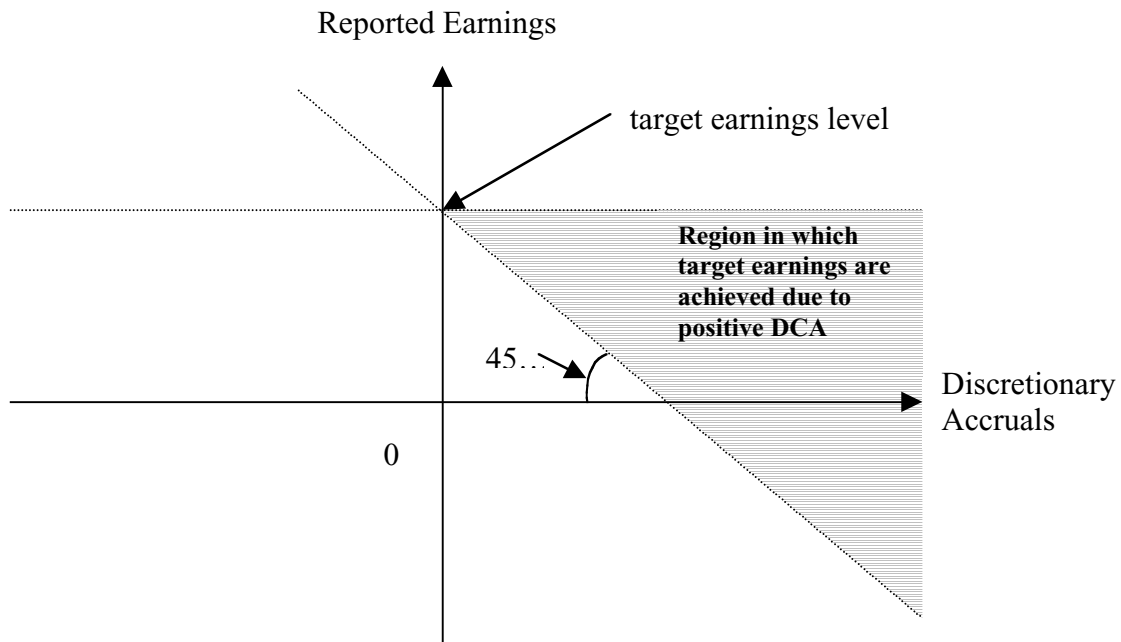 Reported Earnings
target earnings level
Region in which
target earnings are
achieved due to
positive DCA
45…
Discretionary
Accruals
0